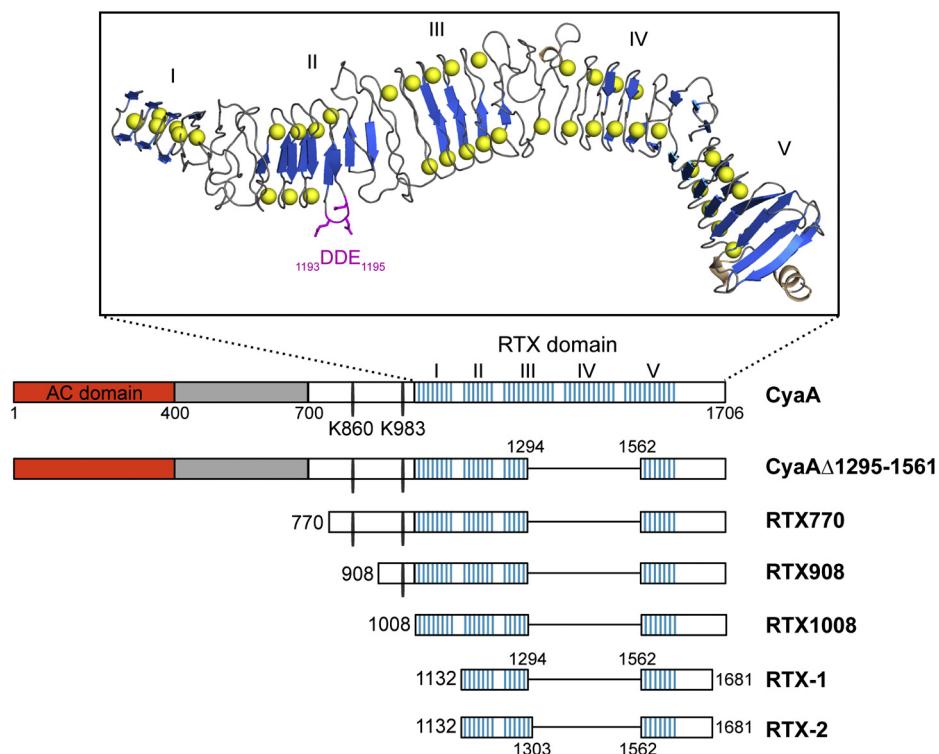 I II III IV V
1193DDE1195
RTX domain
I II III IV V
AC domain CyaA
1 400 700 1706
K860 K983
1294 1562
CyaAΔ1295-1561
770 RTX770
908 RTX908
1008 RTX1008
1294 1562
1132 1681 RTX-1
1132 1681 RTX-2
1303 1562